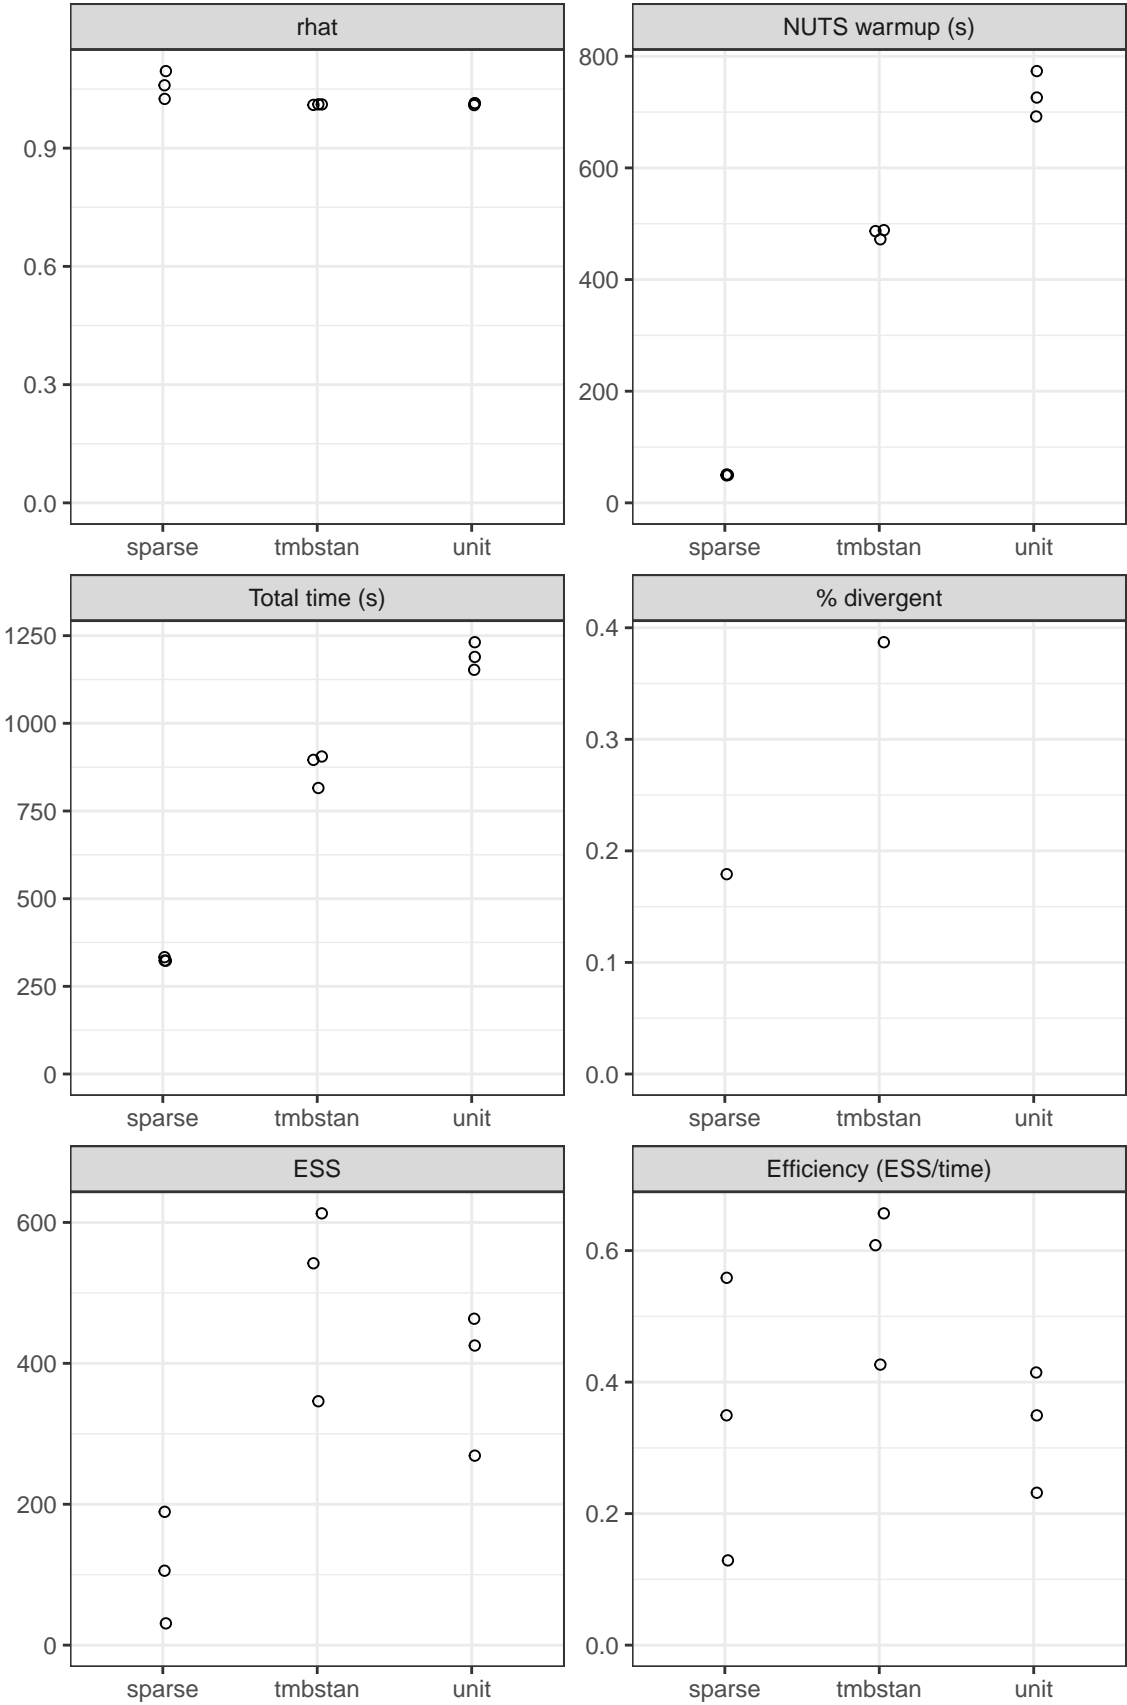 rhat
NUTS warmup (s)
0.9
0.6
0.3
0.0
sparse tmbstan unit
800
600
400
200
0
sparse tmbstan unit
Total time (s)
% divergent
1250
1000
750
500
250
0
sparse tmbstan unit
0.4
0.3
0.2
0.1
0.0
sparse tmbstan unit
ESS
Efficiency (ESS/time)
600
400
200
0
sparse tmbstan unit
0.6
0.4
0.2
0.0
sparse tmbstan unit